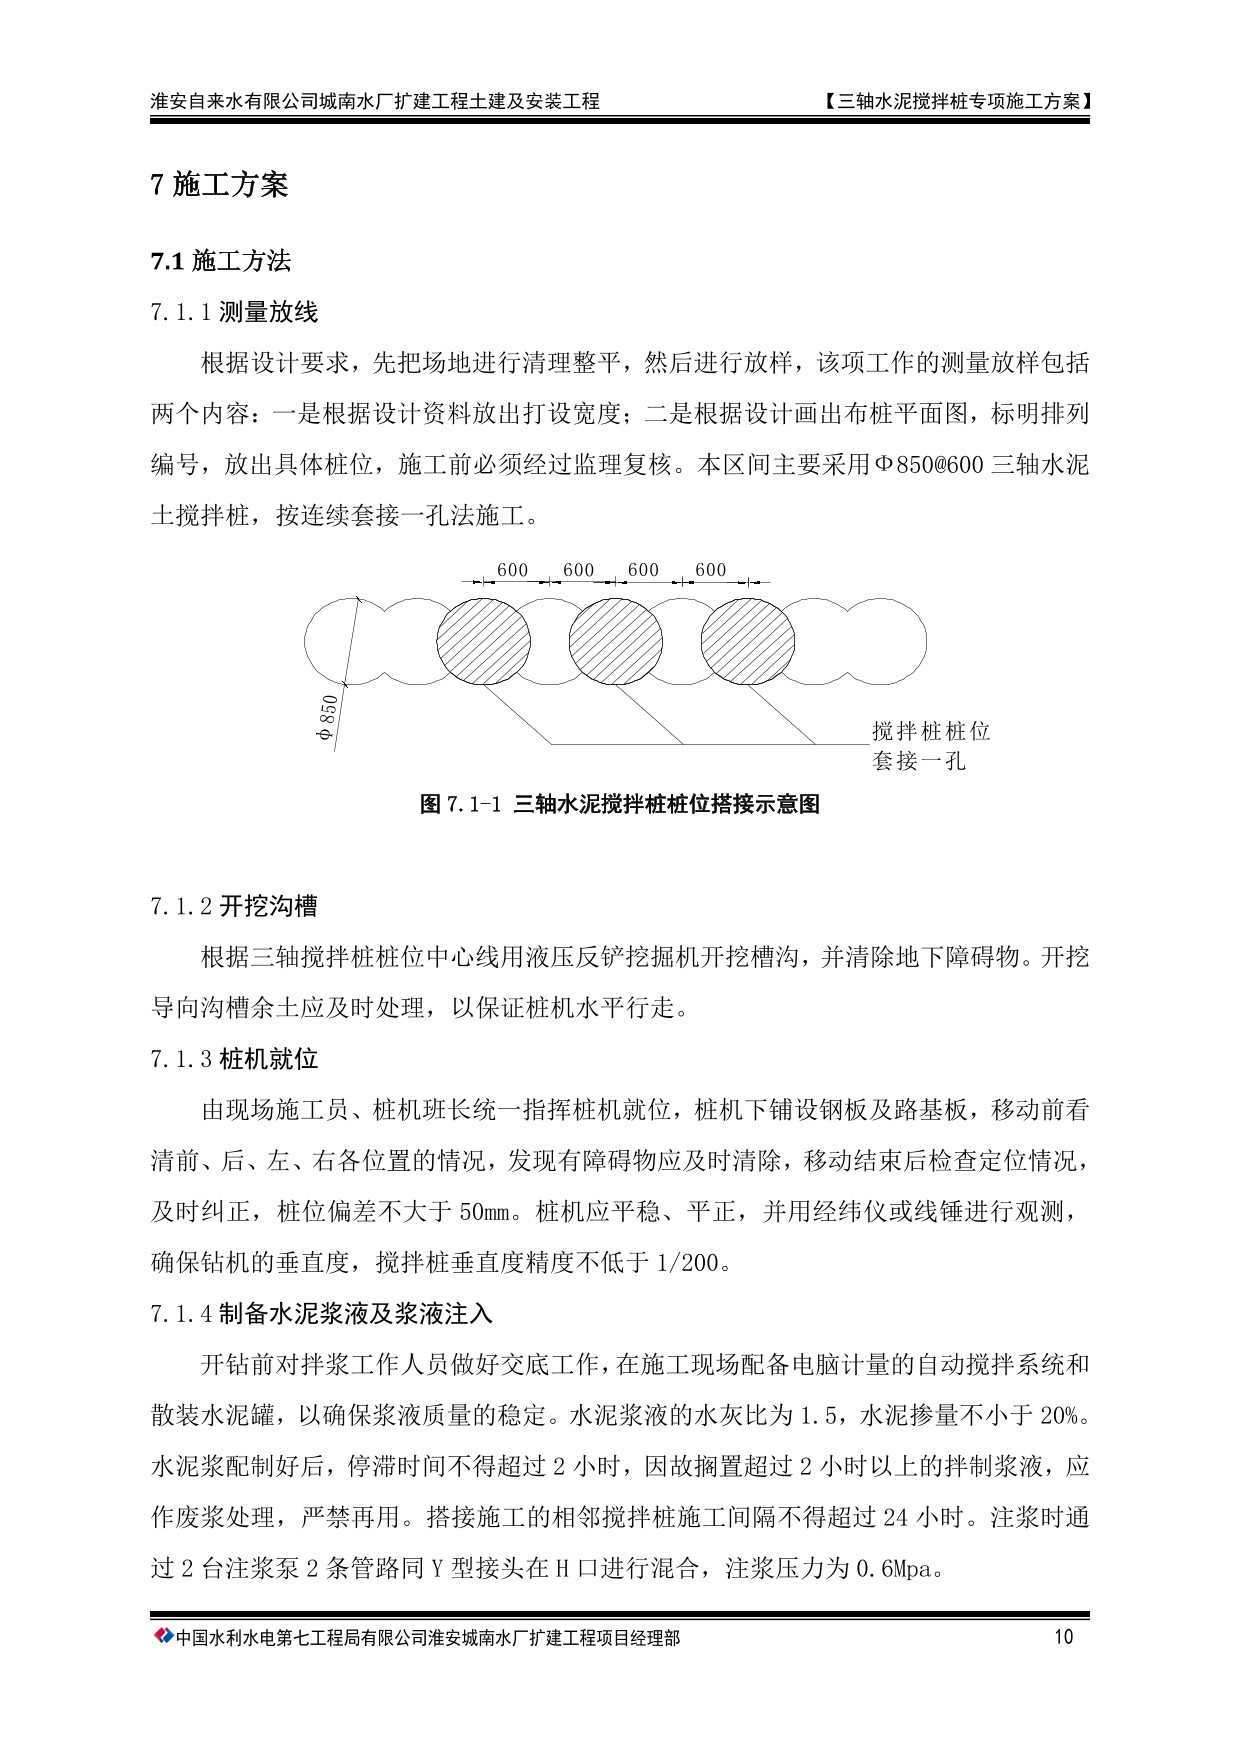 淮安自来水有限公司城南水厂扩建工程土建及安装工程 【三轴水泥搅拌桩专项施工方案】
7 施工方案
7.1 施工方法
7.1.1 测量放线
根据设计要求，先把场地进行清理整平，然后进行放样，该项工作的测量放样包括
两个内容：一是根据设计资料放出打设宽度；二是根据设计画出布桩平面图，标明排列
编号，放出具体桩位，施工前必须经过监理复核。本区间主要采用Φ850@600 三轴水泥
土搅拌桩，按连续套接一孔法施工。
600 600 600 600
ф850
搅拌桩桩位
套接一孔
图 7.1-1 三轴水泥搅拌桩桩位搭接示意图
7.1.2 开挖沟槽
根据三轴搅拌桩桩位中心线用液压反铲挖掘机开挖槽沟，并清除地下障碍物。开挖
导向沟槽余土应及时处理，以保证桩机水平行走。
7.1.3 桩机就位
由现场施工员、桩机班长统一指挥桩机就位，桩机下铺设钢板及路基板，移动前看
清前、后、左、右各位置的情况，发现有障碍物应及时清除，移动结束后检查定位情况，
及时纠正，桩位偏差不大于 50mm。桩机应平稳、平正，并用经纬仪或线锤进行观测，
确保钻机的垂直度，搅拌桩垂直度精度不低于 1/200。
7.1.4 制备水泥浆液及浆液注入
开钻前对拌浆工作人员做好交底工作，在施工现场配备电脑计量的自动搅拌系统和
散装水泥罐，以确保浆液质量的稳定。水泥浆液的水灰比为 1.5，水泥掺量不小于 20%。
水泥浆配制好后，停滞时间不得超过 2 小时，因故搁置超过 2 小时以上的拌制浆液，应
作废浆处理，严禁再用。搭接施工的相邻搅拌桩施工间隔不得超过 24 小时。注浆时通
过 2 台注浆泵 2 条管路同 Y 型接头在 H 口进行混合，注浆压力为 0.6Mpa。
中国水利水电第七工程局有限公司淮安城南水厂扩建工程项目经理部 10